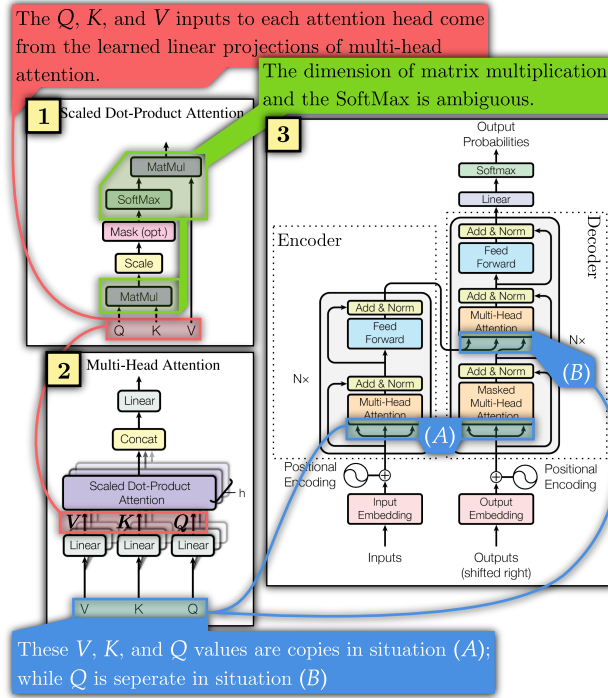 The Q, K, and V inputs to each attention head come
from the learned linear projections of multi-head
attention.
The dimension of matrix multiplication
and the SoftMax is ambiguous.
1
Scaled Dot-Product Attention
MatMul
SoftMax
Mask (opt.)
Scale
MatMul
Q K V
2
Multi-Head Attention
Linear
Concat
Scaled Dot-Product
Attention
h
V K Q
Linear Linear Linear
V K Q
3
Output
Probabilities
Softmax
Linear
Encoder
Decoder
Add & Norm
Feed
Forward
Add & Norm
Multi-Head
Attention
(B)
N×
Add & Norm
Masked
Multi-Head
Attention
Add & Norm
Feed
Forward
N×
Add & Norm
Multi-Head
Attention
(A)
Positional
Encoding
Positional
Encoding
Input
Embedding
Output
Embedding
Inputs
Outputs
(shifted right)
These V, K, and Q values are copies in situation (A);
while Q is seperate in situation (B)